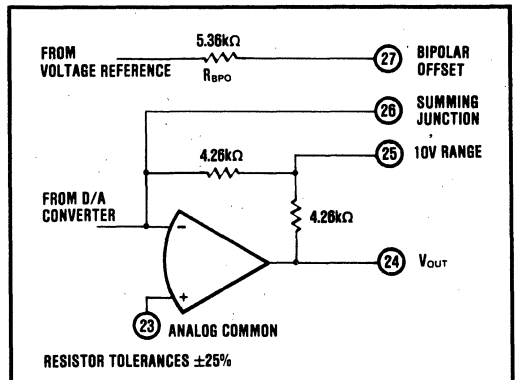 5.36kΩ
FROM
VOLTAGE REFERENCE
RBPO
27
BIPOLAR
OFFSET
26
SUMMING
JUNCTION
4.26kΩ
25
10V RANGE
FROM D/A
CONVERTER
4.26kΩ
−
24
VOUT
+
23
ANALOG COMMON
RESISTOR TOLERANCES ±25%